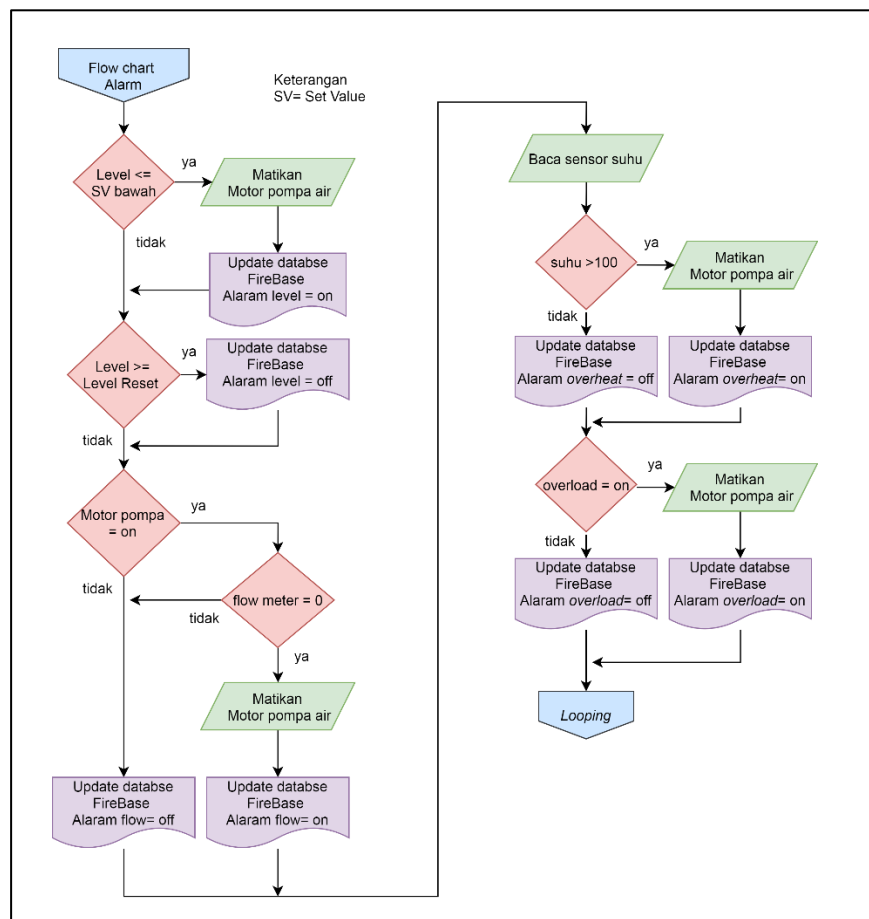 Flow chart
Alarm
Keterangan
SV= Set Value
Level <=
SV bawah
ya
Matikan
Motor pompa air
tidak
Update databse
FireBase
Alaram level = on
Level >=
Level Reset
ya
Update databse
FireBase
Alaram level = off
tidak
Motor pompa
= on
ya
tidak
flow meter = 0
tidak
ya
Matikan
Motor pompa air
Update databse
FireBase
Alaram flow= off
Update databse
FireBase
Alaram flow= on
Baca sensor suhu
suhu >100
ya
Matikan
Motor pompa air
tidak
Update databse
FireBase
Alaram overheat = off
Update databse
FireBase
Alaram overheat= on
overload = on
ya
Matikan
Motor pompa air
tidak
Update databse
FireBase
Alaram overload= off
Update databse
FireBase
Alaram overload= on
Looping